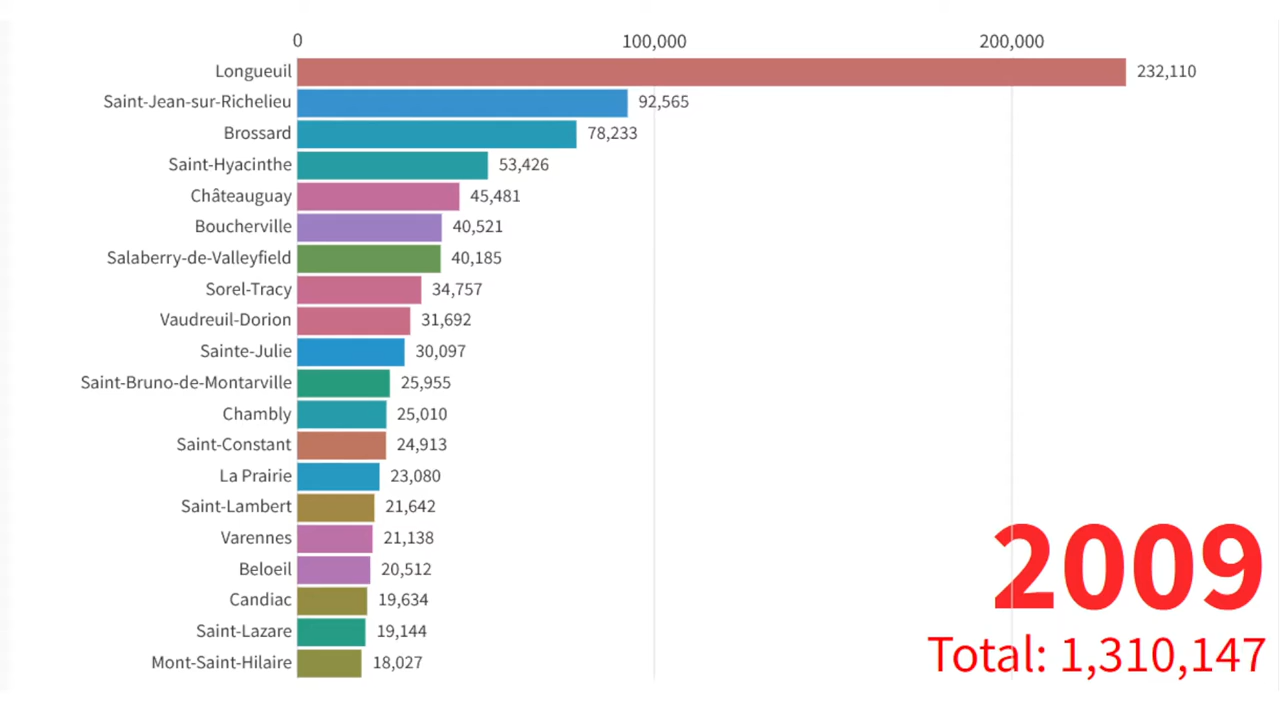 0 100,000 200,000
Longueuil 232,110
Saint-Jean-sur-Richelieu 92,565
Brossard 78,233
Saint-Hyacinthe 53,426
Châteauguay 45,481
Boucherville 40,521
Salaberry-de-Valleyfield 40,185
Sorel-Tracy 34,757
Vaudreuil-Dorion 31,692
Sainte-Julie 30,097
Saint-Bruno-de-Montarville 25,955
Chambly 25,010
Saint-Constant 24,913
La Prairie 23,080
Saint-Lambert 21,642
Varennes 21,138
Beloeil 20,512
Candiac 19,634
Saint-Lazare 19,144
Mont-Saint-Hilaire 18,027
2009
Total: 1,310,147